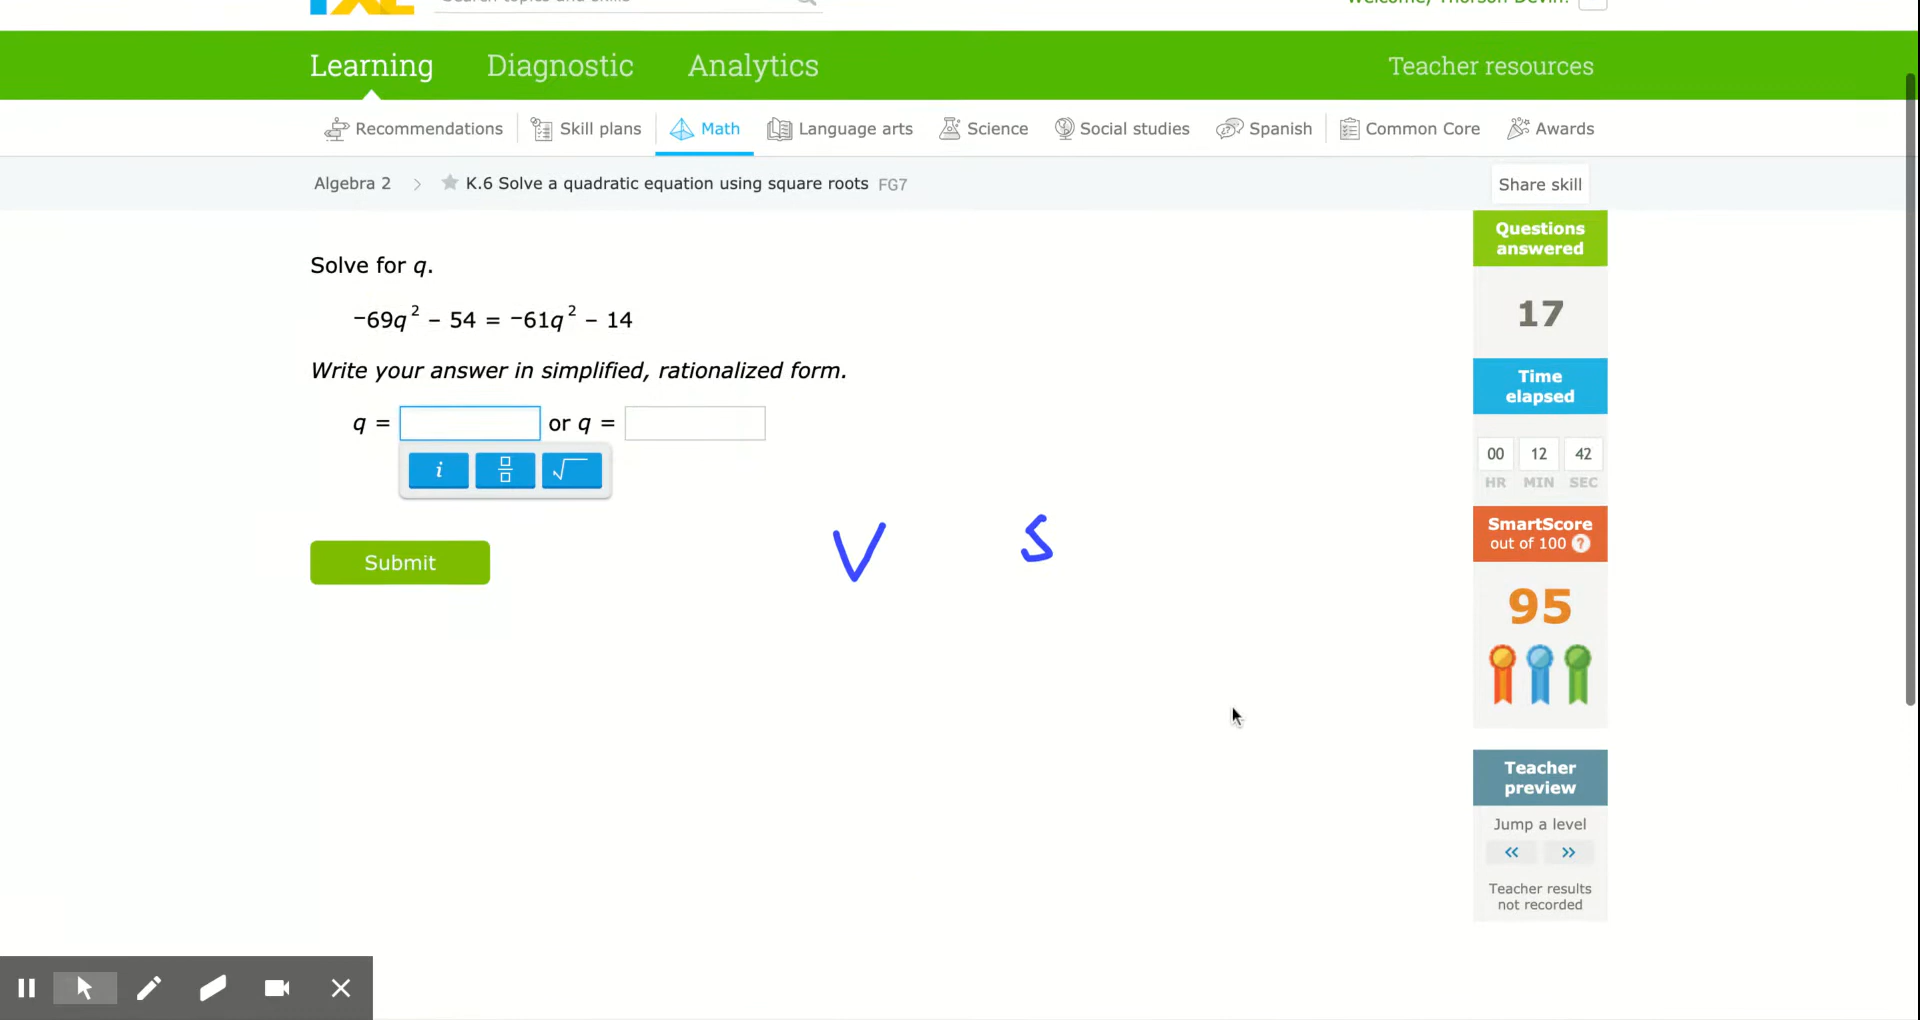 Learning Diagnostic Analytics Teacher resources
Recommendations Skill plans Math Language arts Science Social studies Spanish Common Core Awards
Algebra 2 > K.6 Solve a quadratic equation using square roots FG7 Share skill
Questions
answered
17
Time
elapsed
00 12 42
HR MIN SEC
SmartScore
out of 100 ?
95
Teacher
preview
Jump a level
« »
Teacher results
not recorded
Solve for q.
⁻69q² – 54 = ⁻61q² – 14
Write your answer in simplified, rationalized form.
q = or q =
i √
Submit
V S